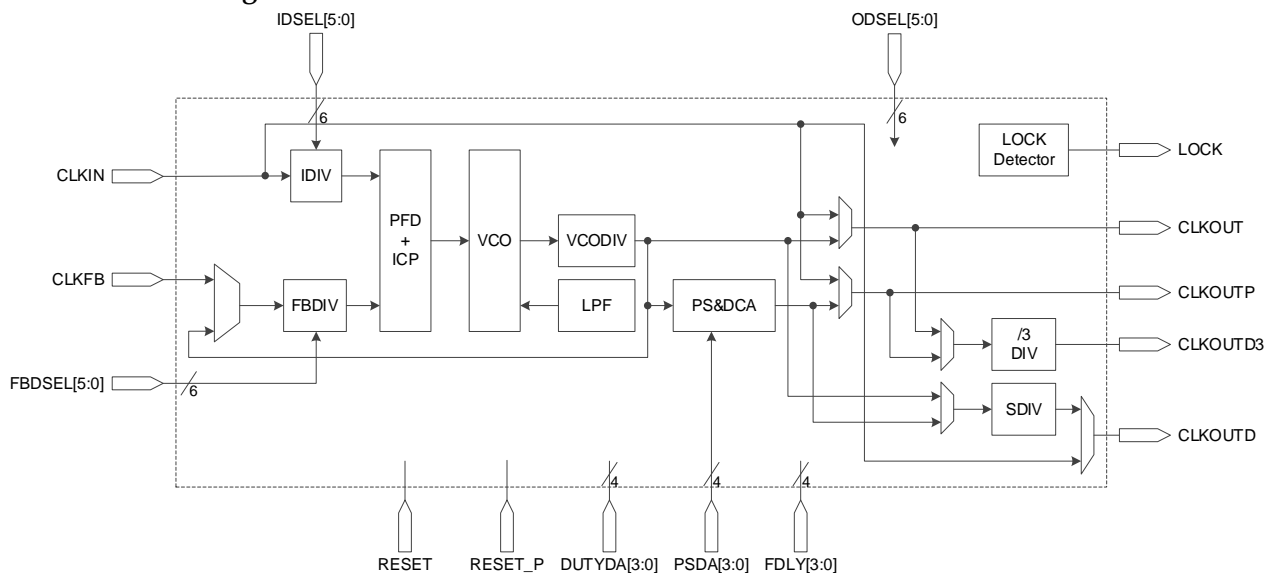 IDSEL[5:0]
ODSEL[5:0]
6
6
LOCK
Detector
LOCK
CLKIN
IDIV
PFD
+
ICP
VCO
VCODIV
CLKOUT
CLKFB
FBDIV
LPF
PS&DCA
CLKOUTP
/3
DIV
CLKOUTD3
FBDSEL[5:0]
6
SDIV
CLKOUTD
4
4
4
RESET
RESET_P
DUTYDA[3:0]
PSDA[3:0]
FDLY[3:0]